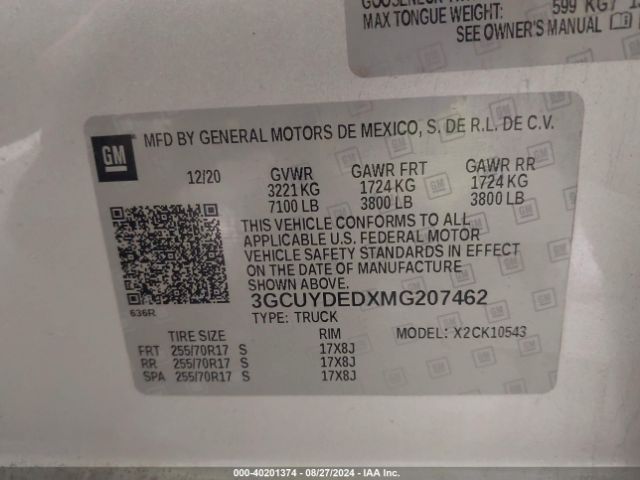 599 KG /
MAX TONGUE WEIGHT:
SEE OWNER'S MANUAL
GM
MFD BY GENERAL MOTORS DE MEXICO, S. DE R.L. DE C.V.
12/20 GVWR GAWR FRT GAWR RR
3221 KG 1724 KG 1724 KG
7100 LB 3800 LB 3800 LB
THIS VEHICLE CONFORMS TO ALL
APPLICABLE U.S. FEDERAL MOTOR
VEHICLE SAFETY STANDARDS IN EFFECT
ON THE DATE OF MANUFACTURE
SHOWN ABOVE.
3GCUYDEDXMG207462
636R
TYPE: TRUCK
TIRE SIZE RIM MODEL: X2CK10543
FRT 255/70R17 S 17X8J
RR 255/70R17 S 17X8J
SPA 255/70R17 S 17X8J
000-40201374 - 08/27/2024 - IAA Inc.